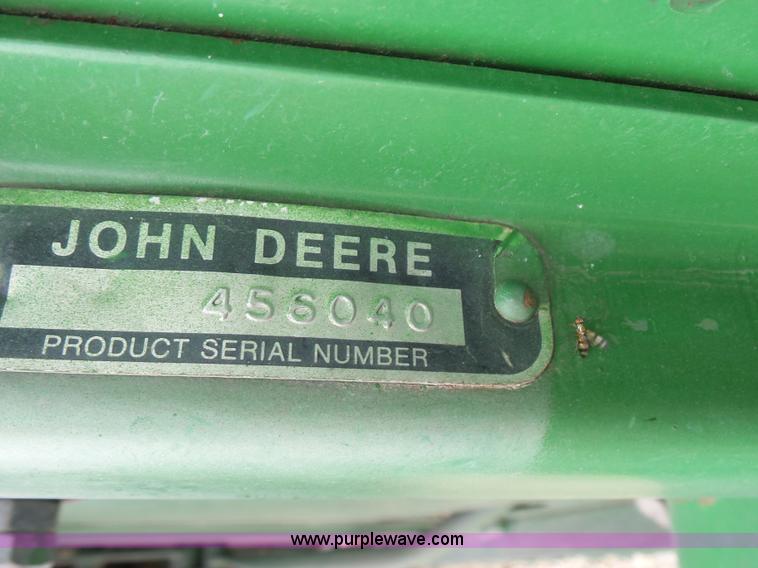 JOHN DEERE
456040
PRODUCT SERIAL NUMBER
www.purplewave.com